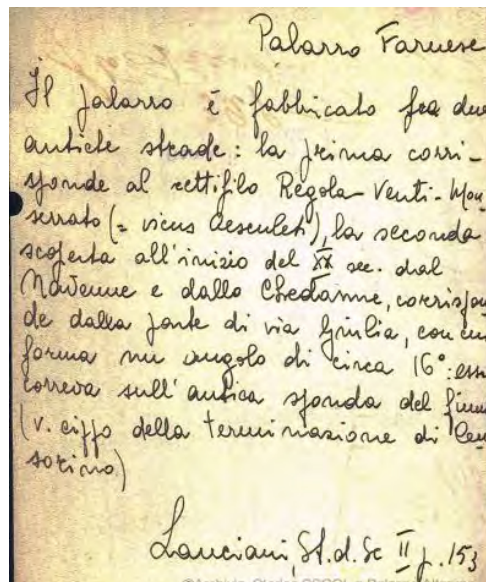 Palazzo Farnese
Il palazzo è fabbricato fra due
antiche strade: la prima corri-
sponde al rettifilo Regola-Venti-Mon
serrato (= vicus Aesculeti), la seconda
scoperta all'inizio del XX sec. dal
Navenne e dallo Chedanne, corrispon
de dalla parte di via Giulia, con cui
forma un angolo di circa 16°: essa
correva sull'antica sponda del fium
(v. cippo della terminazione di Cen
sorino)
Lanciani, St. d. Sc II p. 153